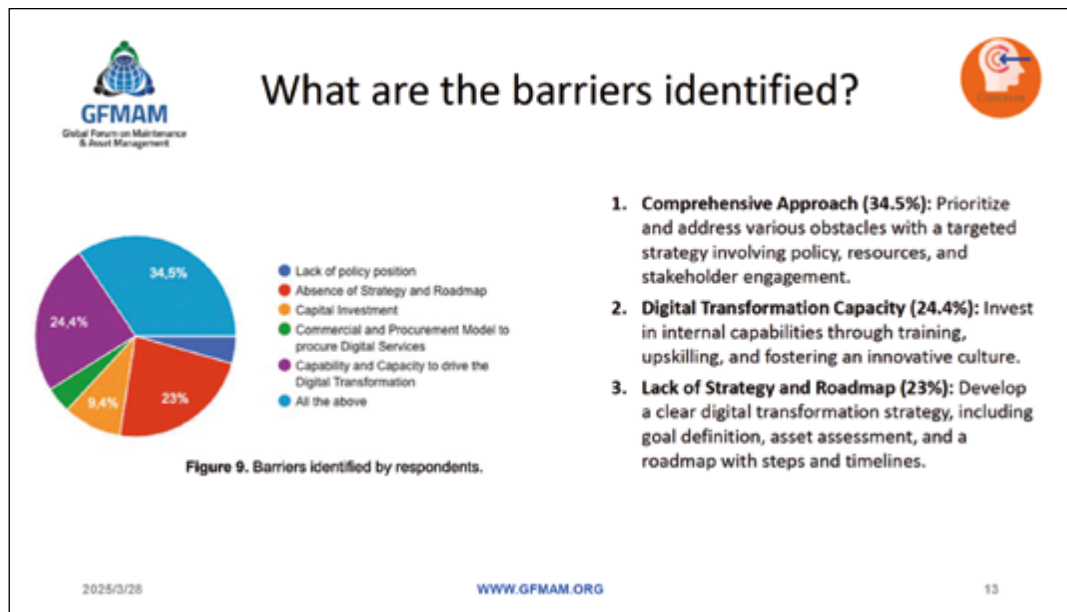 GFMAM
Global Forum on Maintenance
& Asset Management
What are the barriers identified?
Concerns
34,5%
24,4%
9,4%
23%
Lack of policy position
Absence of Strategy and Roadmap
Capital Investment
Commercial and Procurement Model to
procure Digital Services
Capability and Capacity to drive the
Digital Transformation
All the above
Figure 9. Barriers identified by respondents.
1. Comprehensive Approach (34.5%): Prioritize
and address various obstacles with a targeted
strategy involving policy, resources, and
stakeholder engagement.
2. Digital Transformation Capacity (24.4%): Invest
in internal capabilities through training,
upskilling, and fostering an innovative culture.
3. Lack of Strategy and Roadmap (23%): Develop
a clear digital transformation strategy, including
goal definition, asset assessment, and a
roadmap with steps and timelines.
2025/3/28
WWW.GFMAM.ORG
13